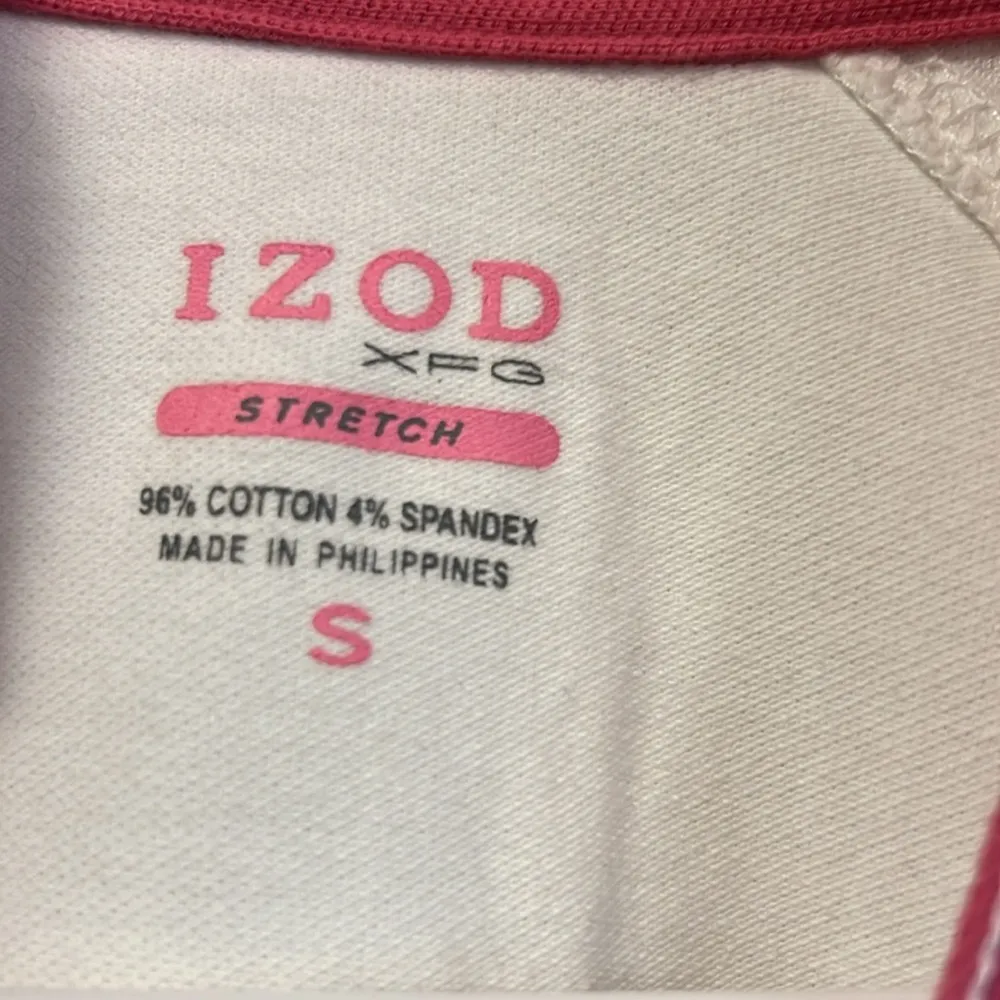 IZOD
XFG
STRETCH
96% COTTON 4% SPANDEX
MADE IN PHILIPPINES
S